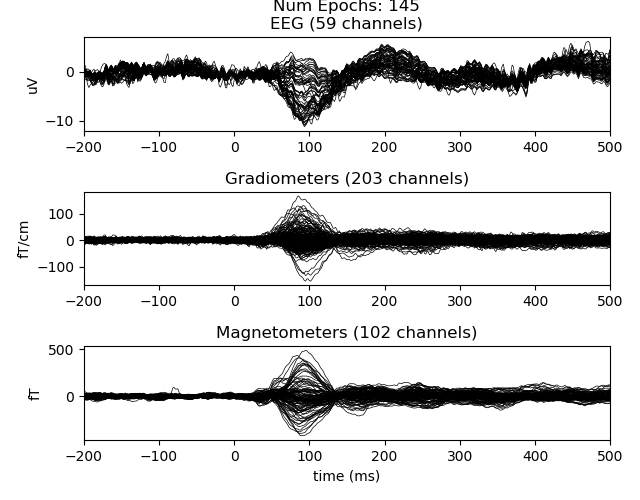 Num Epochs: 145
EEG (59 channels)
uV
0
−10
−200 −100 0 100 200 300 400 500
Gradiometers (203 channels)
fT/cm
100
0
−100
−200 −100 0 100 200 300 400 500
Magnetometers (102 channels)
fT
500
0
−200 −100 0 100 200 300 400 500
time (ms)